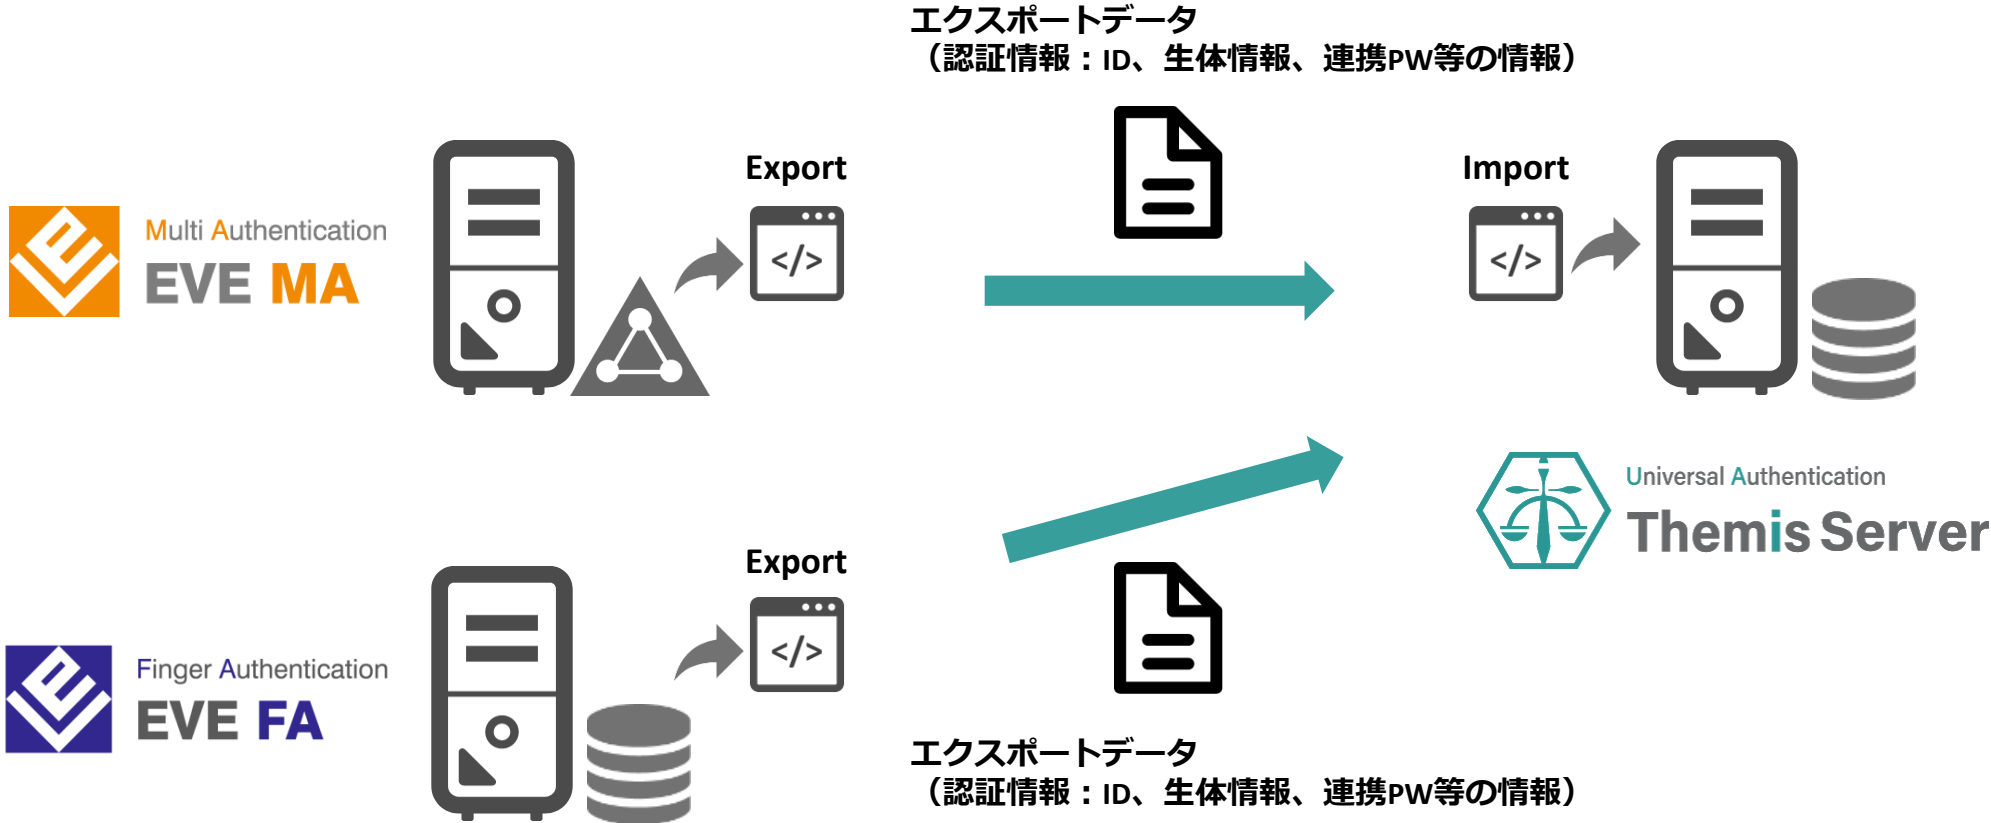 エクスポートデータ
（認証情報：ID、生体情報、連携PW等の情報）
Export
Import
Multi Authentication
EVE MA
</>
</>
Universal Authentication
Themis Server
Export
Finger Authentication
EVE FA
</>
エクスポートデータ
（認証情報：ID、生体情報、連携PW等の情報）